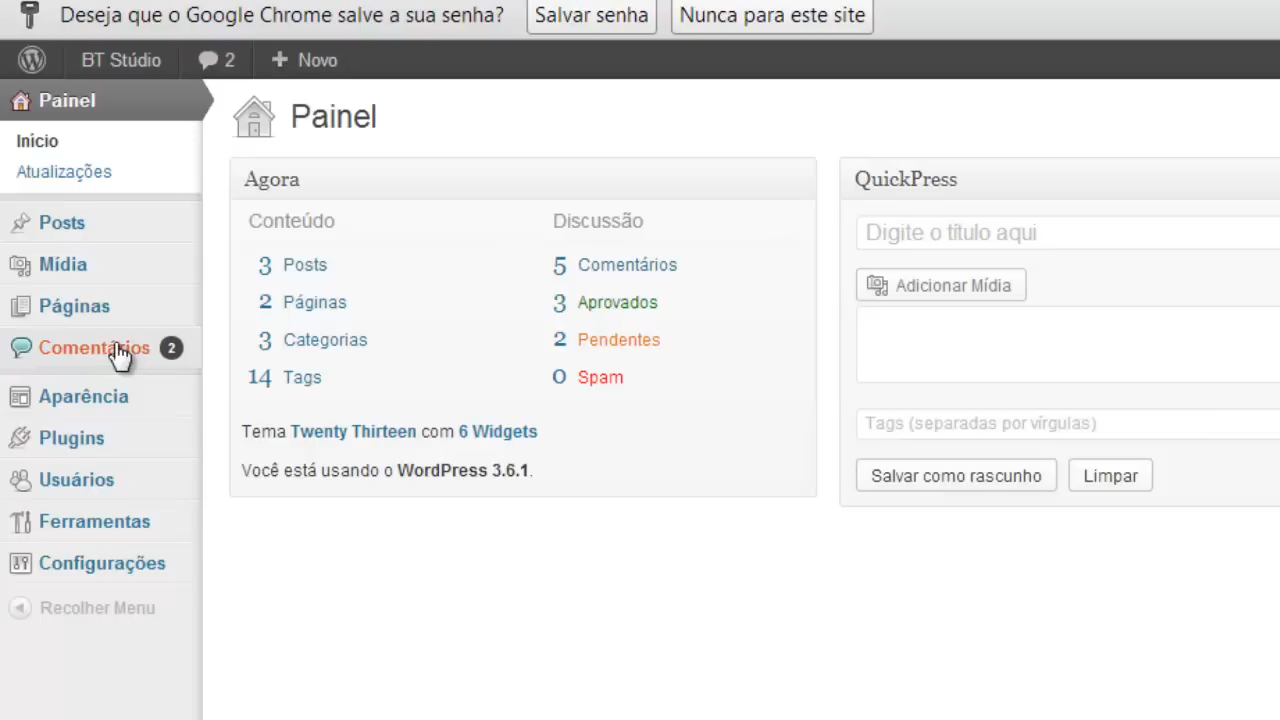 Deseja que o Google Chrome salve a sua senha? Salvar senha Nunca para este site
BT Stúdio 2 + Novo
Painel
Início
Atualizações
Posts
Mídia
Páginas
Comentários 2
Aparência
Plugins
Usuários
Ferramentas
Configurações
Recolher Menu
Painel
Agora
Conteúdo
3 Posts
2 Páginas
3 Categorias
14 Tags
Discussão
5 Comentários
3 Aprovados
2 Pendentes
0 Spam
Tema Twenty Thirteen com 6 Widgets
Você está usando o WordPress 3.6.1.
QuickPress
Digite o título aqui
Adicionar Mídia
Tags (separadas por vírgulas)
Salvar como rascunho Limpar